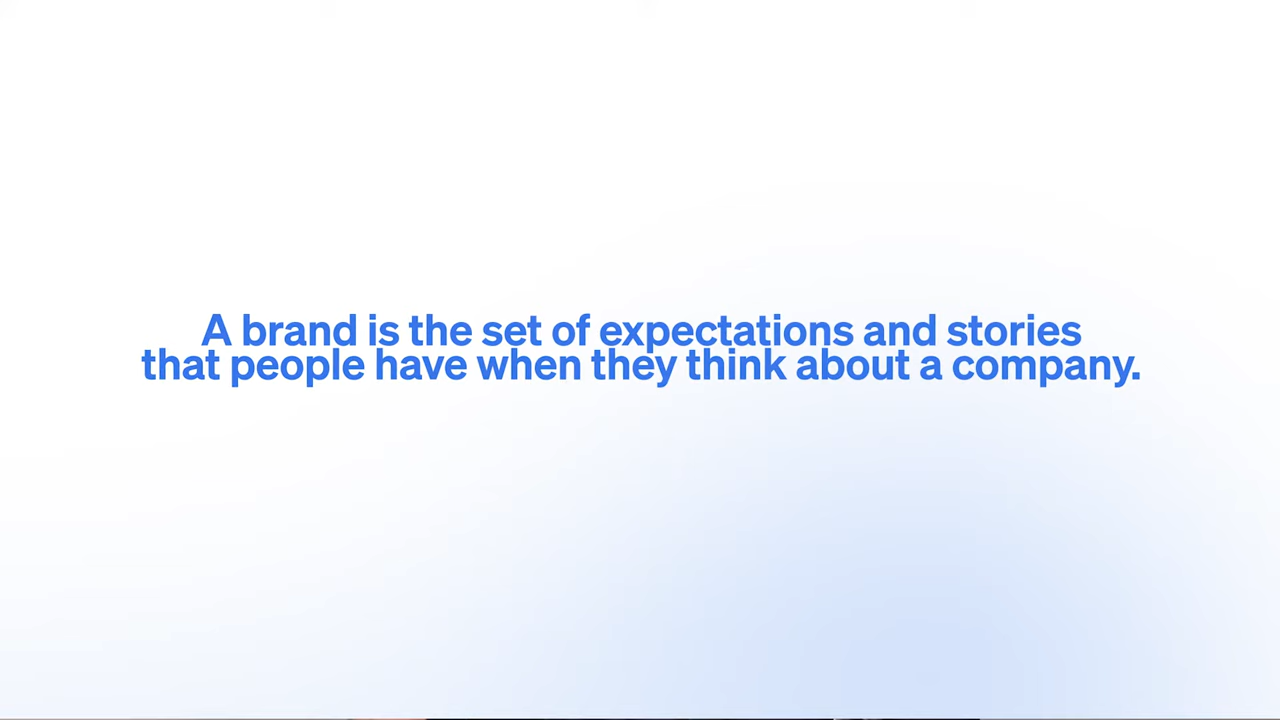 A brand is the set of expectations and stories
that people have when they think about a company.